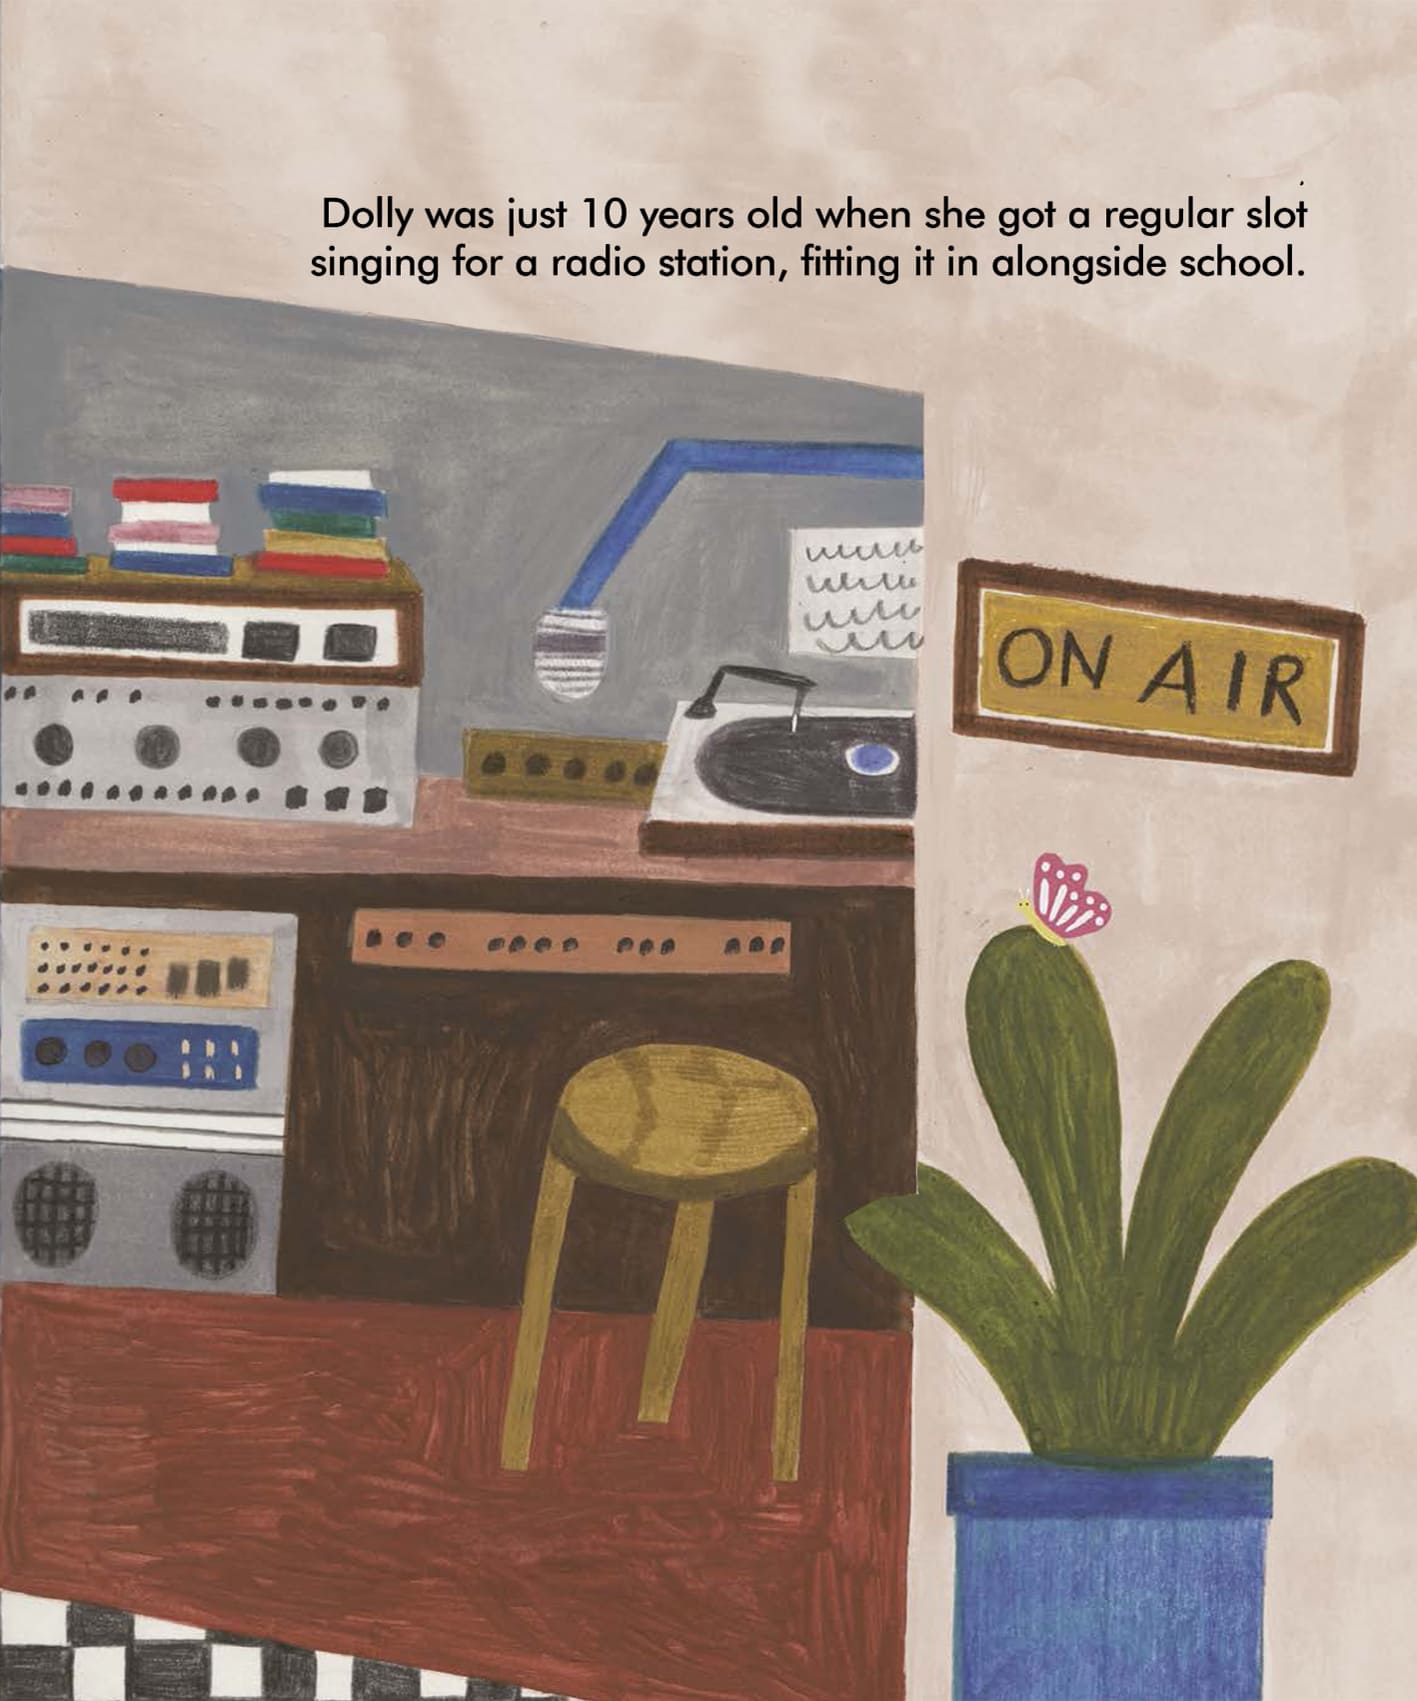 Dolly was just 10 years old when she got a regular slot
singing for a radio station, fitting it in alongside school.
ON AIR